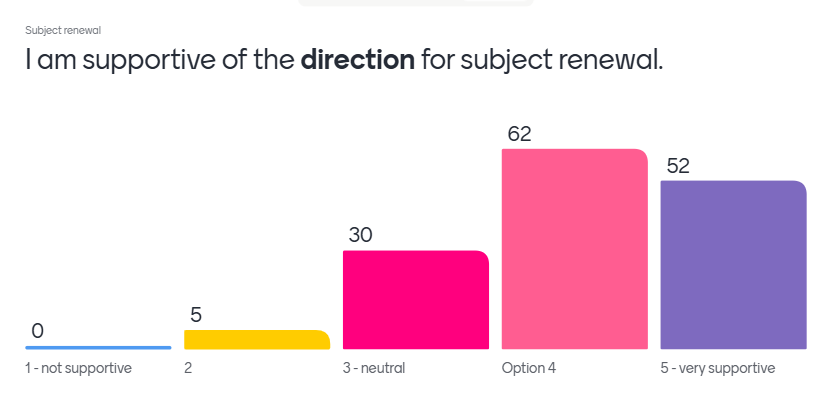 Subject renewal
I am supportive of the direction for subject renewal.
62
52
30
5
0
1 - not supportive
2
3 - neutral
Option 4
5 - very supportive